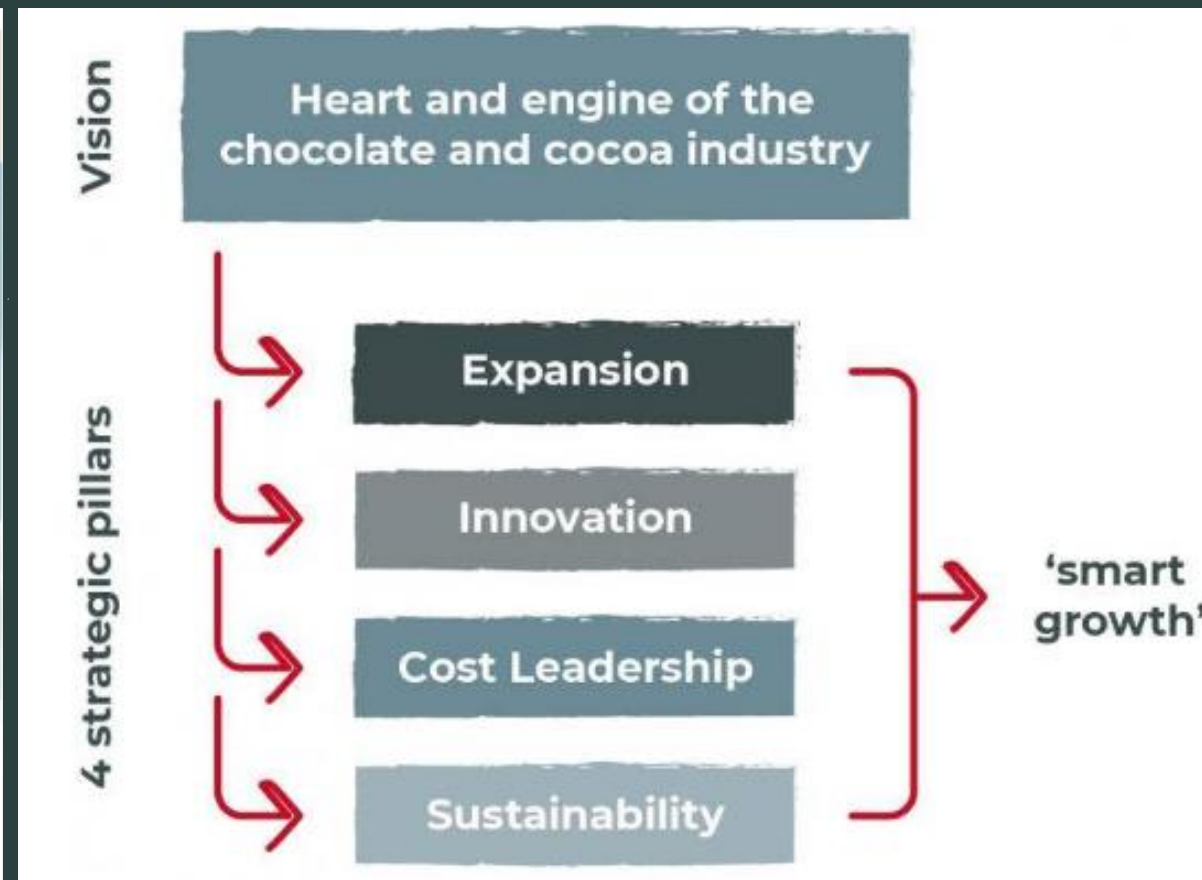 Vision
Heart and engine of the
chocolate and cocoa industry
4 strategic pillars
Expansion
Innovation
Cost Leadership
Sustainability
‘smart
growth’